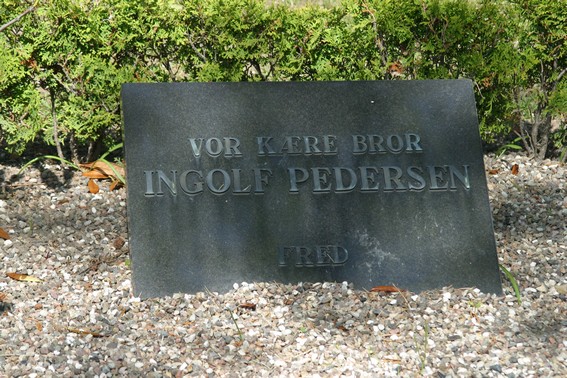 VOR KÆRE BROR
INGOLF PEDERSEN
FRED